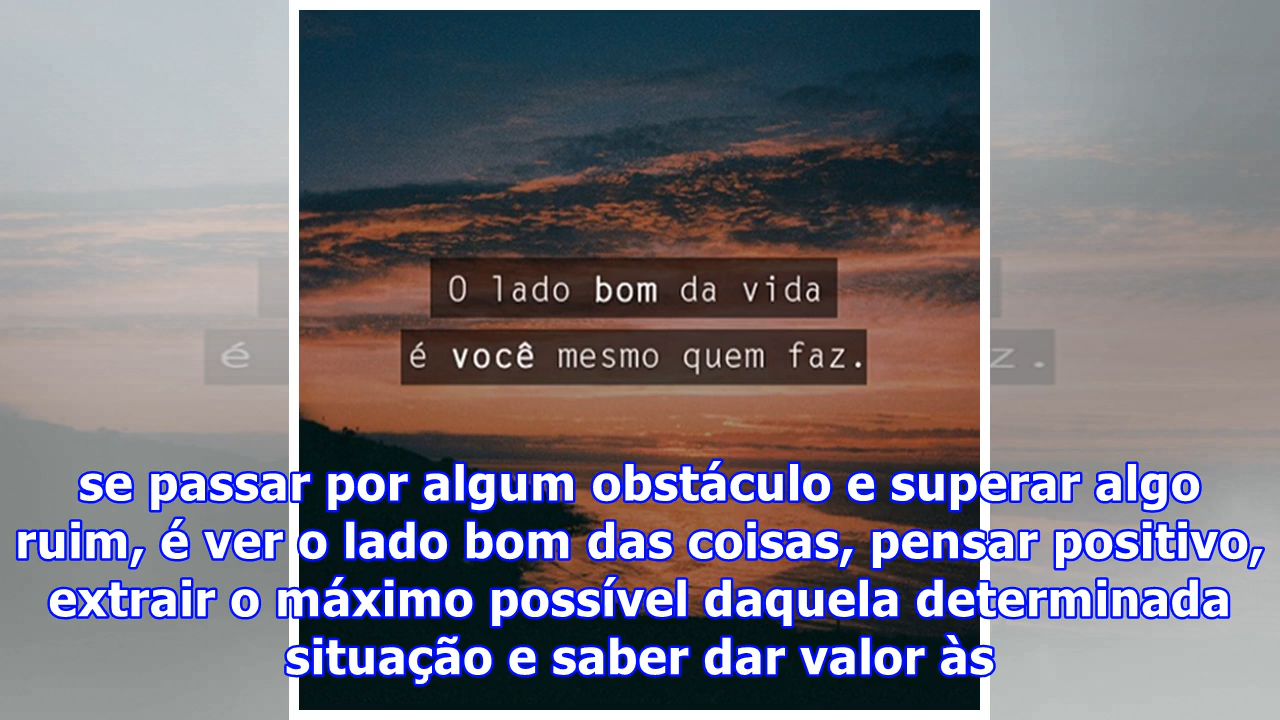 O lado bom da vida
é você mesmo quem faz.
se passar por algum obstáculo e superar algo
ruim, é ver o lado bom das coisas, pensar positivo,
extrair o máximo possível daquela determinada
situação e saber dar valor às